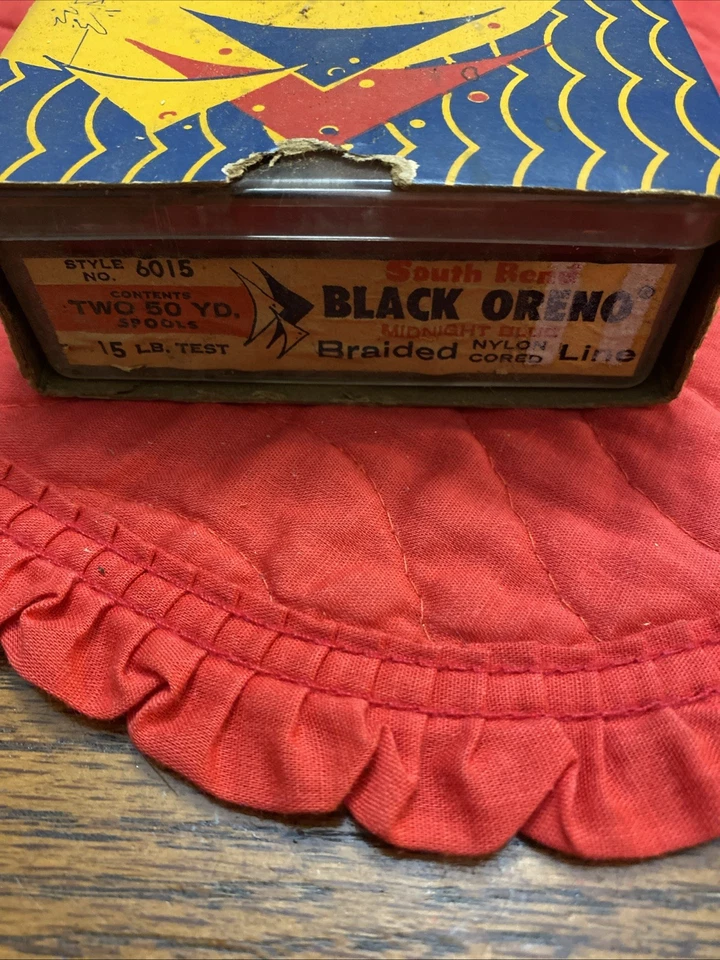 STYLE NO. 6015
CONTENTS
TWO 50 YD.
SPOOLS
15 LB. TEST
South Bend
BLACK ORENO®
MIDNIGHT BLUE
Braided NYLON CORED Line